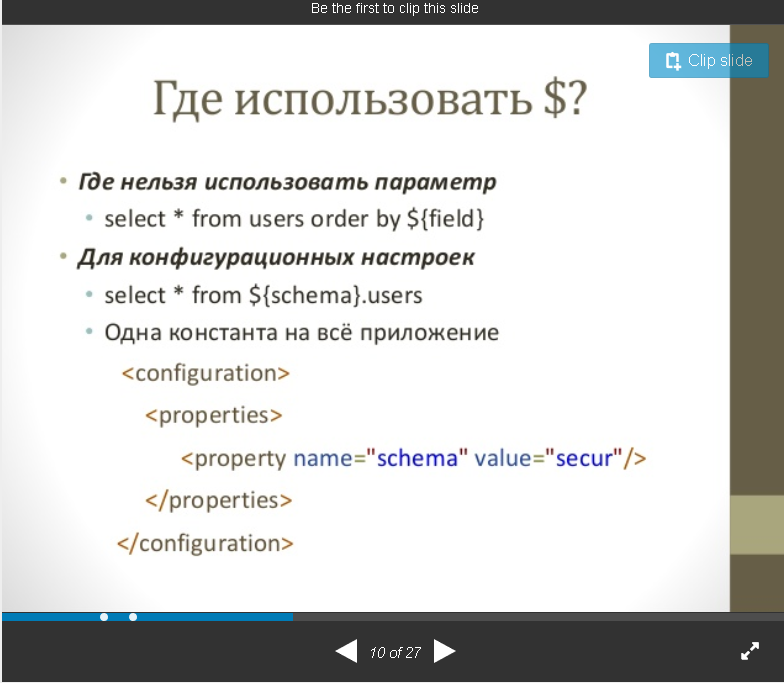 Be the first to clip this slide
Clip slide
Где использовать $?
Где нельзя использовать параметр
select * from users order by ${field}
Для конфигурационных настроек
select * from ${schema}.users
Одна константа на всё приложение
<configuration>
<properties>
<property name="schema" value="secur"/>
</properties>
</configuration>
10 of 27